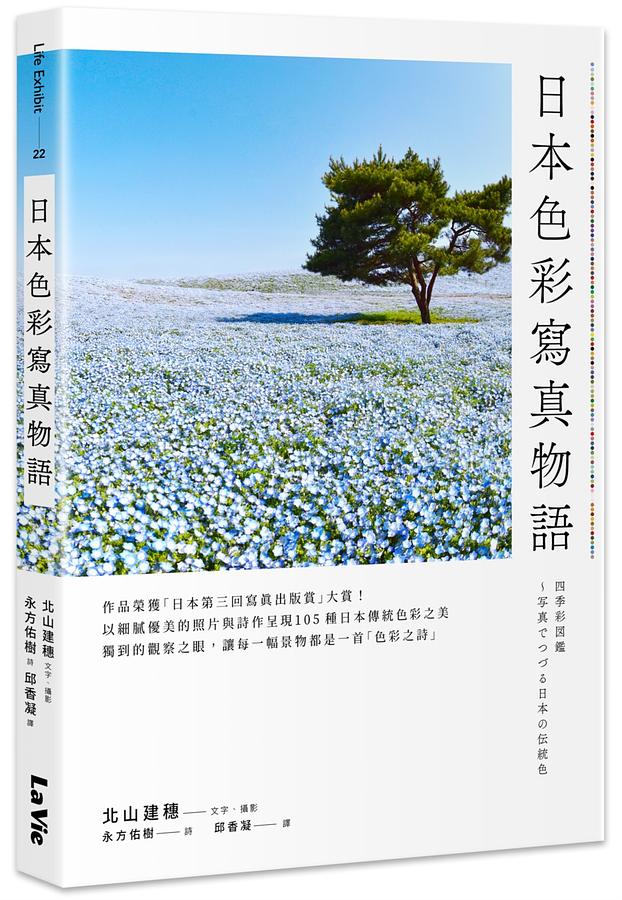 Life Exhibit
22
日本色彩寫真物語
北山建穗 文字、攝影
永方佑樹 詩 邱香凝 譯
La Vie
日本色彩寫真物語
四季彩図鑑
~写真でつづる日本の伝統色
作品榮獲「日本第三回寫眞出版賞」大賞!
以細膩優美的照片與詩作呈現105種日本傳統色彩之美
獨到的觀察之眼,讓每一幅景物都是一首「色彩之詩」
北山建穗——文字、攝影
永方佑樹——詩 邱香凝——譯